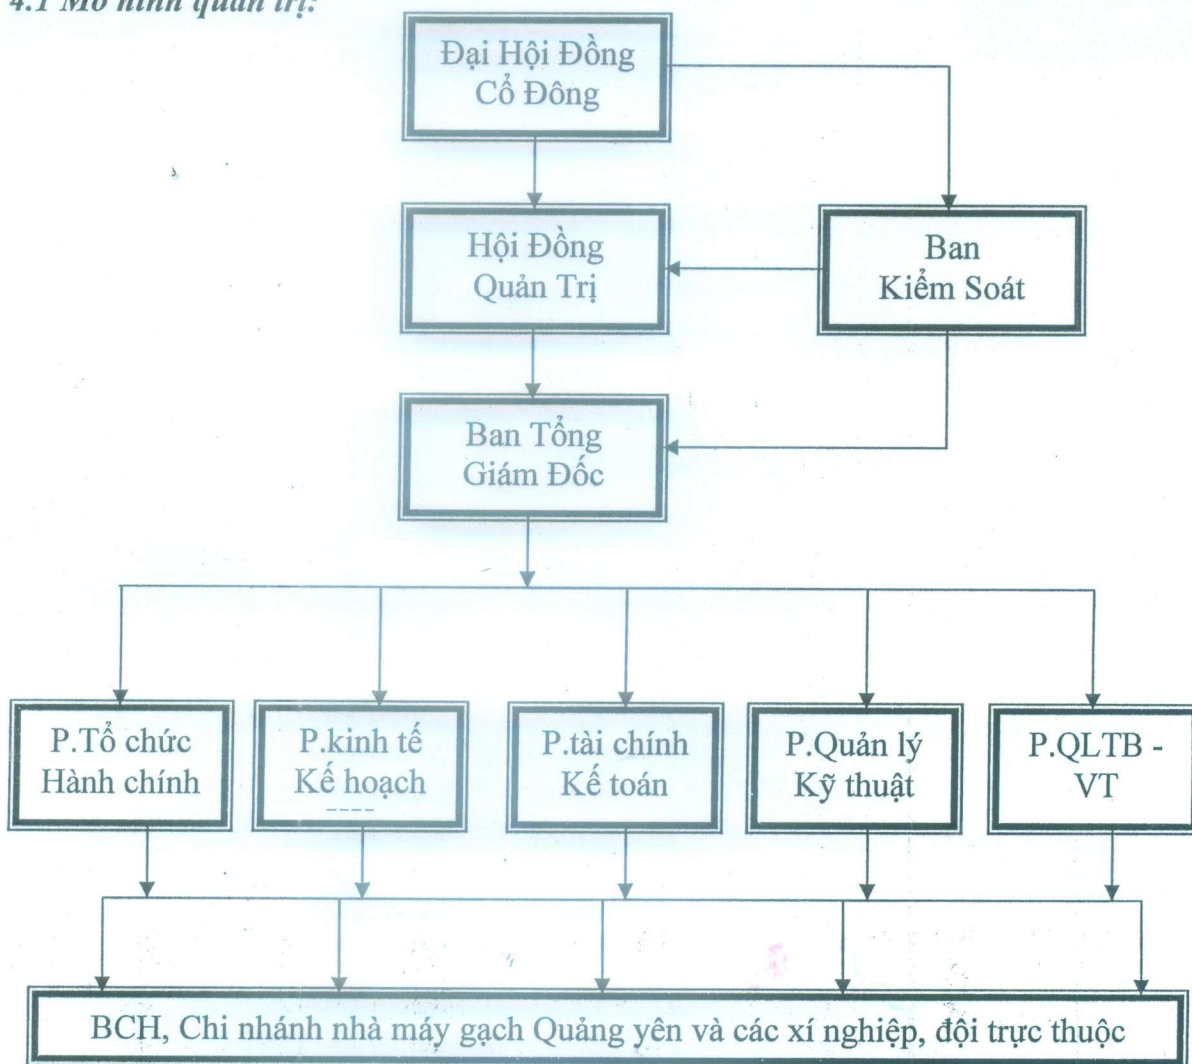 4.1 Mô hình quản trị:
Đại Hội Đồng
Cổ Đông
Hội Đồng
Quản Trị
Ban
Kiểm Soát
Ban Tổng
Giám Đốc
P.Tổ chức
Hành chính
P.kinh tế
Kế hoạch
P.tài chính
Kế toán
P.Quản lý
Kỹ thuật
P.QLTB -
VT
BCH, Chi nhánh nhà máy gạch Quảng yên và các xí nghiệp, đội trực thuộc